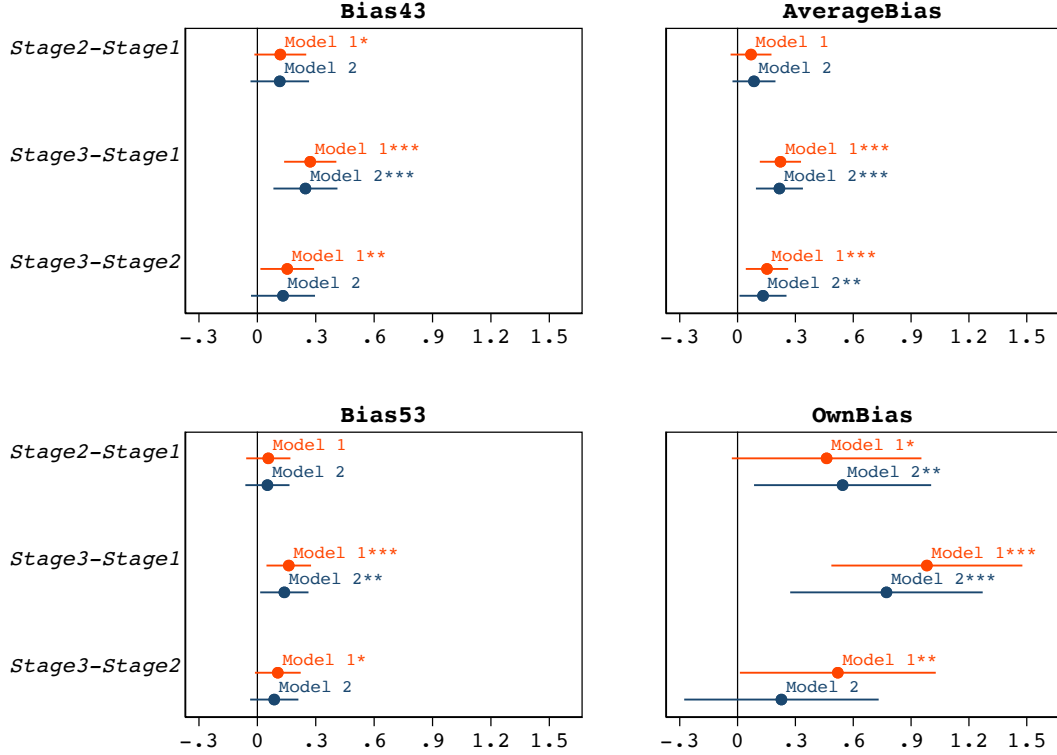 Bias43
AverageBias
Stage2-Stage1
Model 1*
Model 2
Model 1
Model 2
Stage3-Stage1
Model 1***
Model 2***
Model 1***
Model 2***
Stage3-Stage2
Model 1**
Model 2
Model 1***
Model 2**
-.3 0 .3 .6 .9 1.2 1.5
-.3 0 .3 .6 .9 1.2 1.5
Bias53
OwnBias
Stage2-Stage1
Model 1
Model 2
Model 1*
Model 2**
Stage3-Stage1
Model 1***
Model 2**
Model 1***
Model 2***
Stage3-Stage2
Model 1*
Model 2
Model 1**
Model 2
-.3 0 .3 .6 .9 1.2 1.5
-.3 0 .3 .6 .9 1.2 1.5